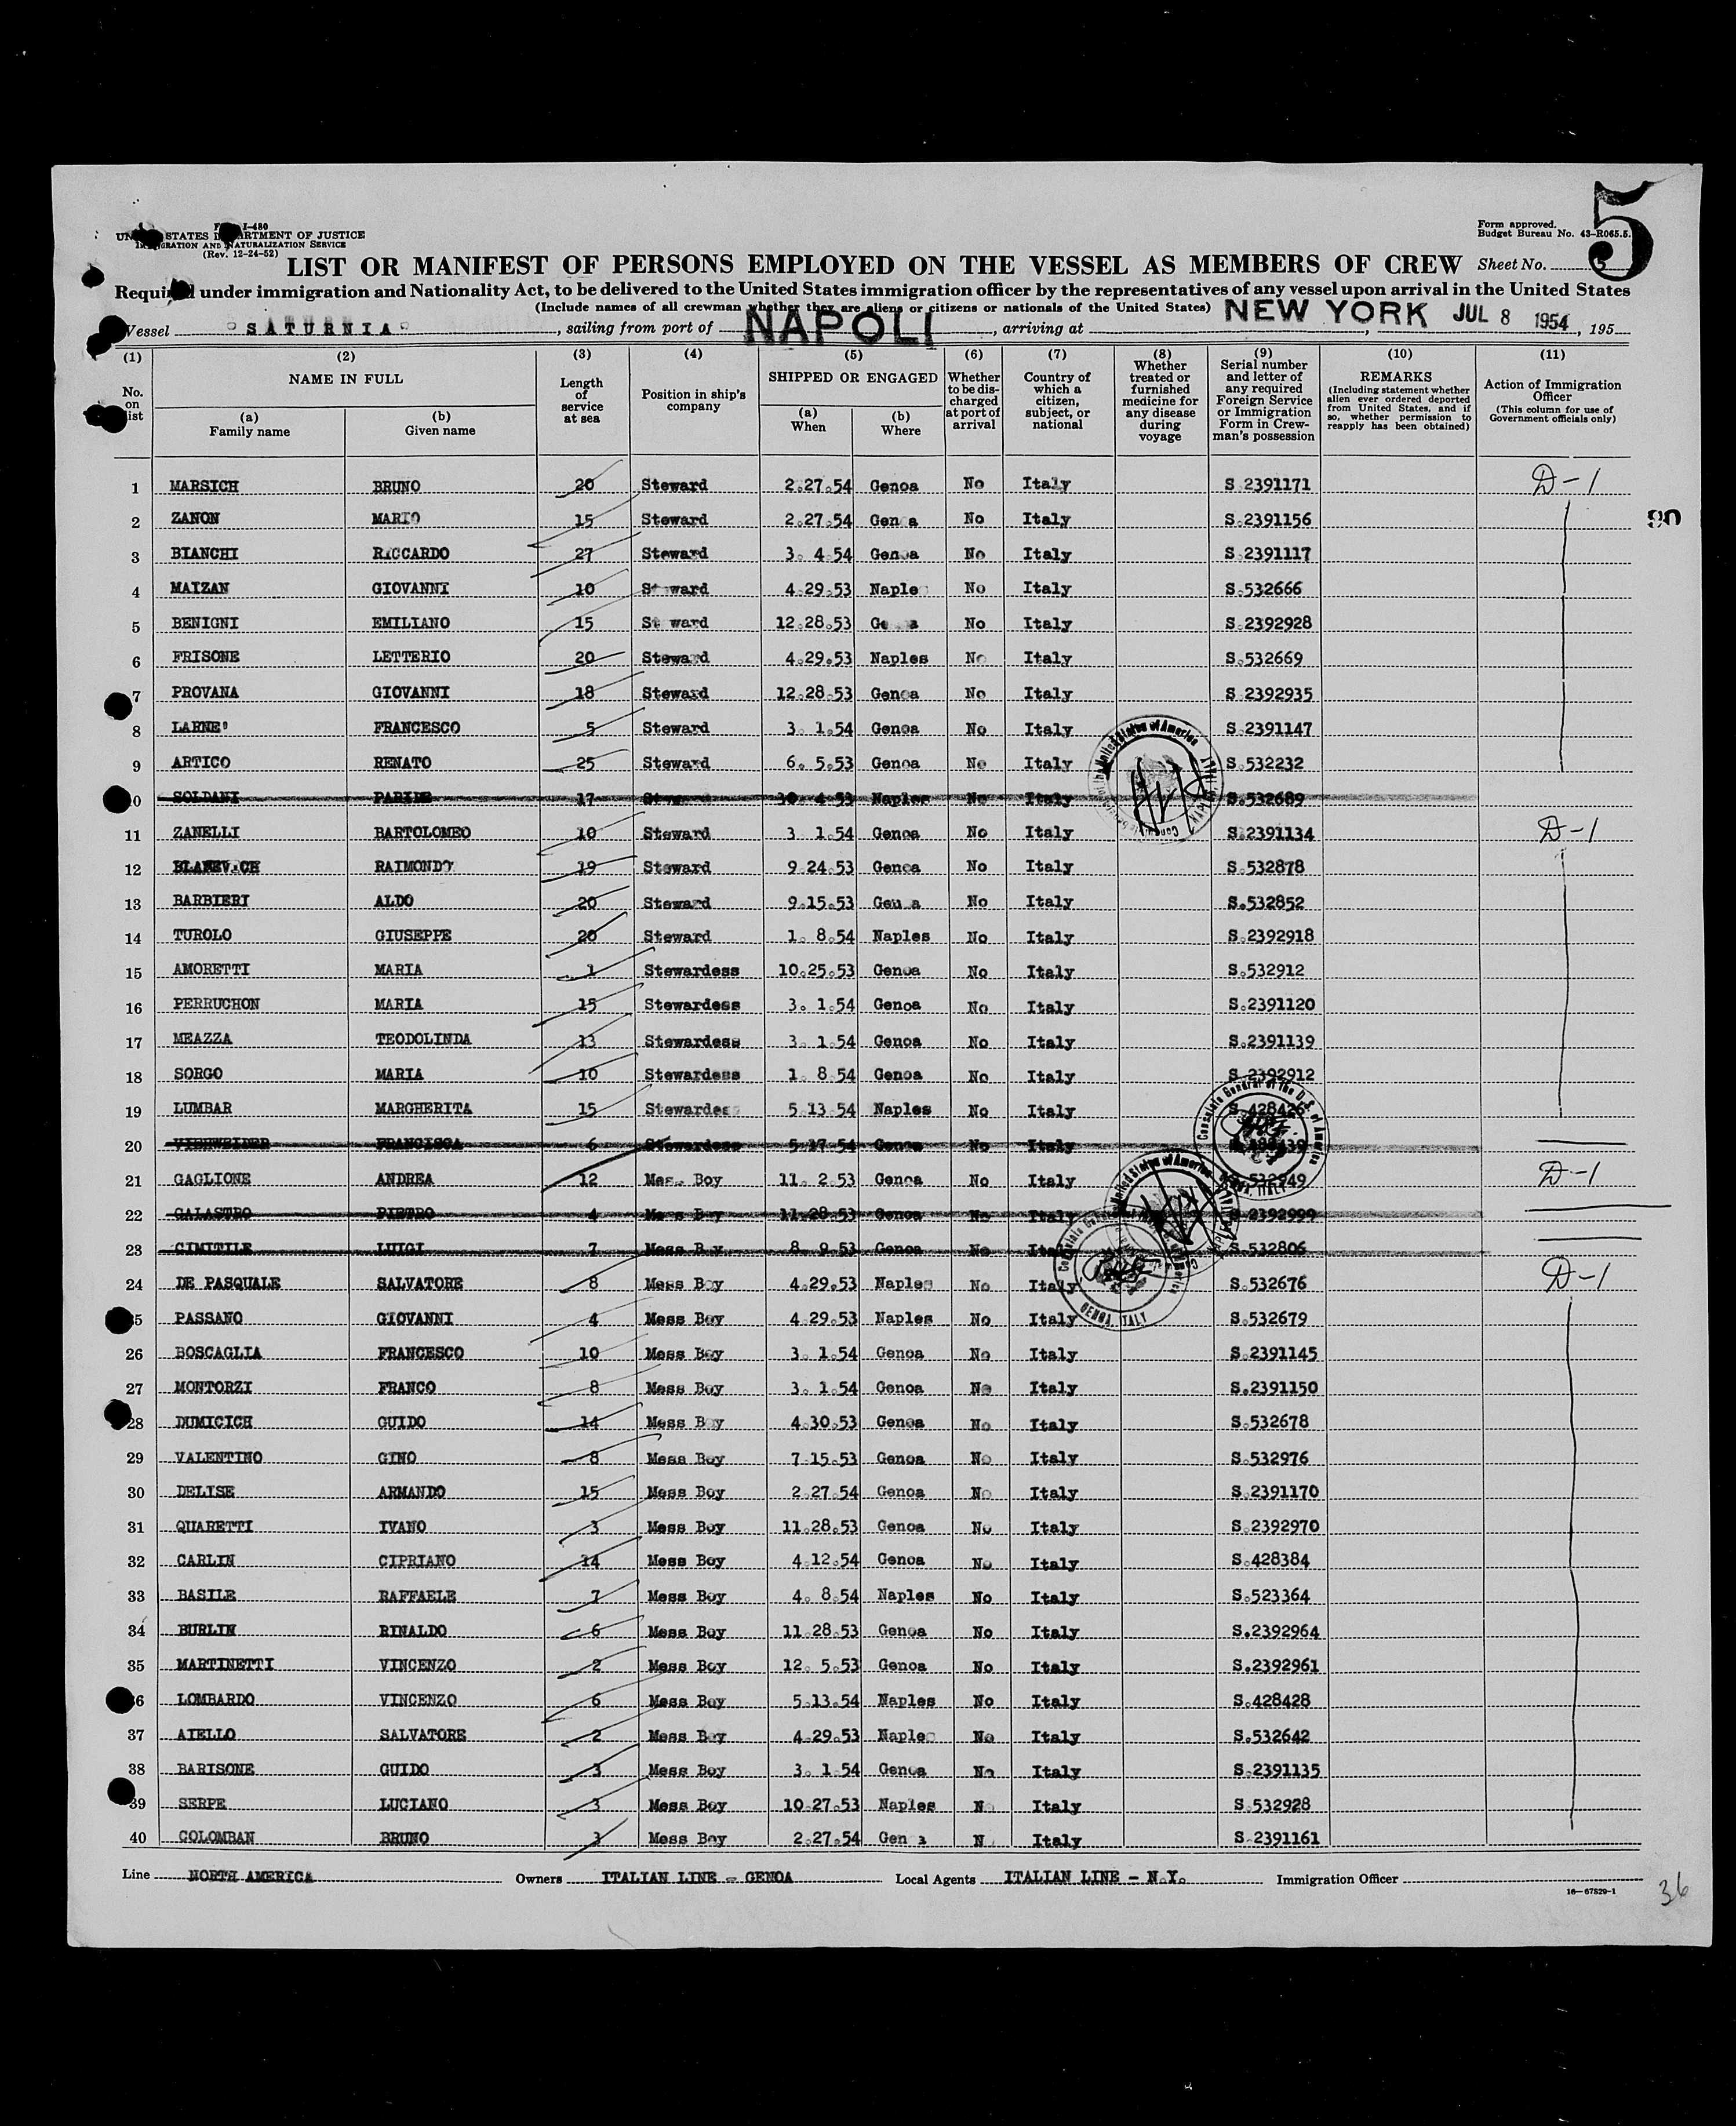 5
Form I-480
UNITED STATES DEPARTMENT OF JUSTICE
IMMIGRATION AND NATURALIZATION SERVICE
(Rev. 12-24-52)
Form approved.
Budget Bureau No. 43-R065.5.
LIST OR MANIFEST OF PERSONS EMPLOYED ON THE VESSEL AS MEMBERS OF CREW Sheet No. 5
Required under immigration and Nationality Act, to be delivered to the United States immigration officer by the representatives of any vessel upon arrival in the United States
(Include names of all crewman whether they are aliens or citizens or nationals of the United States)
Vessel "SATURNIA", sailing from port of NAPOLI, arriving at NEW YORK JUL 8 1954, 195
(1) No. on list
(2) NAME IN FULL (a) Family name (b) Given name
(3) Length of service at sea
(4) Position in ship's company
(5) SHIPPED OR ENGAGED (a) When (b) Where
(6) Whether to be discharged at port of arrival
(7) Country of which a citizen, subject, or national
(8) Whether treated or furnished medicine for any disease during voyage
(9) Serial number and letter of any required Foreign Service or Immigration Form in Crewman's possession
(10) REMARKS (Including statement whether alien ever ordered deported from United States, and if so, whether permission to reapply has been obtained)
(11) Action of Immigration Officer (This column for use of Government officials only)
1 MARSICH BRUNO 20 Steward 2.27.54 Genoa No Italy S.2391171 D-1
2 ZANON MARIO 15 Steward 2.27.54 Genoa No Italy S.2391156
90
3 BIANCHI RICCARDO 27 Steward 3. 4.54 Genoa No Italy S.2391117
4 MAIZAN GIOVANNI 10 Steward 4.29.53 Naples No Italy S.532666
5 BENIGNI EMILIANO 15 Steward 12.28.53 Genoa No Italy S.2392928
6 FRISONE LETTERIO 20 Steward 4.29.53 Naples No Italy S.532669
7 PROVANA GIOVANNI 18 Steward 12.28.53 Genoa No Italy S.2392935
8 LARNE' FRANCESCO 5 Steward 3. 1.54 Genoa No Italy S.2391147
9 ARTICO RENATO 25 Steward 6. 5.53 Genoa No Italy S.532232
10 SOLDANI PARIDE 17 Steward 10. 4.53 Naples No Italy S.532689
11 ZANELLI BARTOLOMEO 10 Steward 3. 1.54 Genoa No Italy S.2391134 D-1
12 RAIMONDO 19 Steward 9.24.53 Genoa No Italy S.532878
13 BARBIERI ALDO 20 Steward 9.15.53 Genoa No Italy S.532852
14 TUROLO GIUSEPPE 20 Steward 1. 8.54 Naples No Italy S.2392918
15 AMORETTI MARIA 1 Stewardess 10.25.53 Genoa No Italy S.532912
16 PERRUCHON MARIA 15 Stewardess 3. 1.54 Genoa No Italy S.2391120
17 MEAZZA TEODOLINDA 13 Stewardess 3. 1.54 Genoa No Italy S.2391139
18 SORGO MARIA 10 Stewardess 1. 8.54 Genoa No Italy S.2392912
19 LUMBAR MARGHERITA 15 Stewardess 5.13.54 Naples No Italy S.428426
20 FRANCISCA 6 Stewardess 5.17.54 Genoa No Italy
21 GAGLIONE ANDREA 12 Mess Boy 11. 2.53 Genoa No Italy S.532949 D-1
22 GALASTRO PIETRO 4 Mess Boy 11.28.53 Genoa No Italy S.2392999
23 CIMITILE LUIGI 7 Mess Boy 8. 9.53 Genoa No Italy S.532806
24 DE PASQUALE SALVATORE 8 Mess Boy 4.29.53 Naples No Italy S.532676 D-1
25 PASSANO GIOVANNI 4 Mess Boy 4.29.53 Naples No Italy S.532679
26 BOSCAGLIA FRANCESCO 10 Mess Boy 3. 1.54 Genoa No Italy S.2391145
27 MONTORZI FRANCO 8 Mess Boy 3. 1.54 Genoa No Italy S.2391150
28 DUMICICH GUIDO 14 Mess Boy 4.30.53 Genoa No Italy S.532678
29 VALENTINO GINO 8 Mess Boy 7.15.53 Genoa No Italy S.532976
30 DELISE ARMANDO 15 Mess Boy 2.27.54 Genoa No Italy S.2391170
31 QUARETTI IVANO 3 Mess Boy 11.28.53 Genoa No Italy S.2392970
32 CARLIN CIPRIANO 14 Mess Boy 4.12.54 Genoa No Italy S.428384
33 BASILE RAFFAELE 7 Mess Boy 4. 8.54 Naples No Italy S.523364
34 BURLIN RINALDO 6 Mess Boy 11.28.53 Genoa No Italy S.2392964
35 MARTINETTI VINCENZO 2 Mess Boy 12. 5.53 Genoa No Italy S.2392961
36 LOMBARDO VINCENZO 6 Mess Boy 5.13.54 Naples No Italy S.428428
37 AIELLO SALVATORE 2 Mess Boy 4.29.53 Naples No Italy S.532642
38 BARISONE GUIDO 3 Mess Boy 3. 1.54 Genoa No Italy S.2391135
39 SERPE LUCIANO 3 Mess Boy 10.27.53 Naples No Italy S.532928
40 COLOMBAN BRUNO 3 Mess Boy 2.27.54 Genoa No Italy S.2391161
Line NORTH AMERICA Owners ITALIAN LINE - GENOA Local Agents ITALIAN LINE - N.Y. Immigration Officer
16-67829-1
36